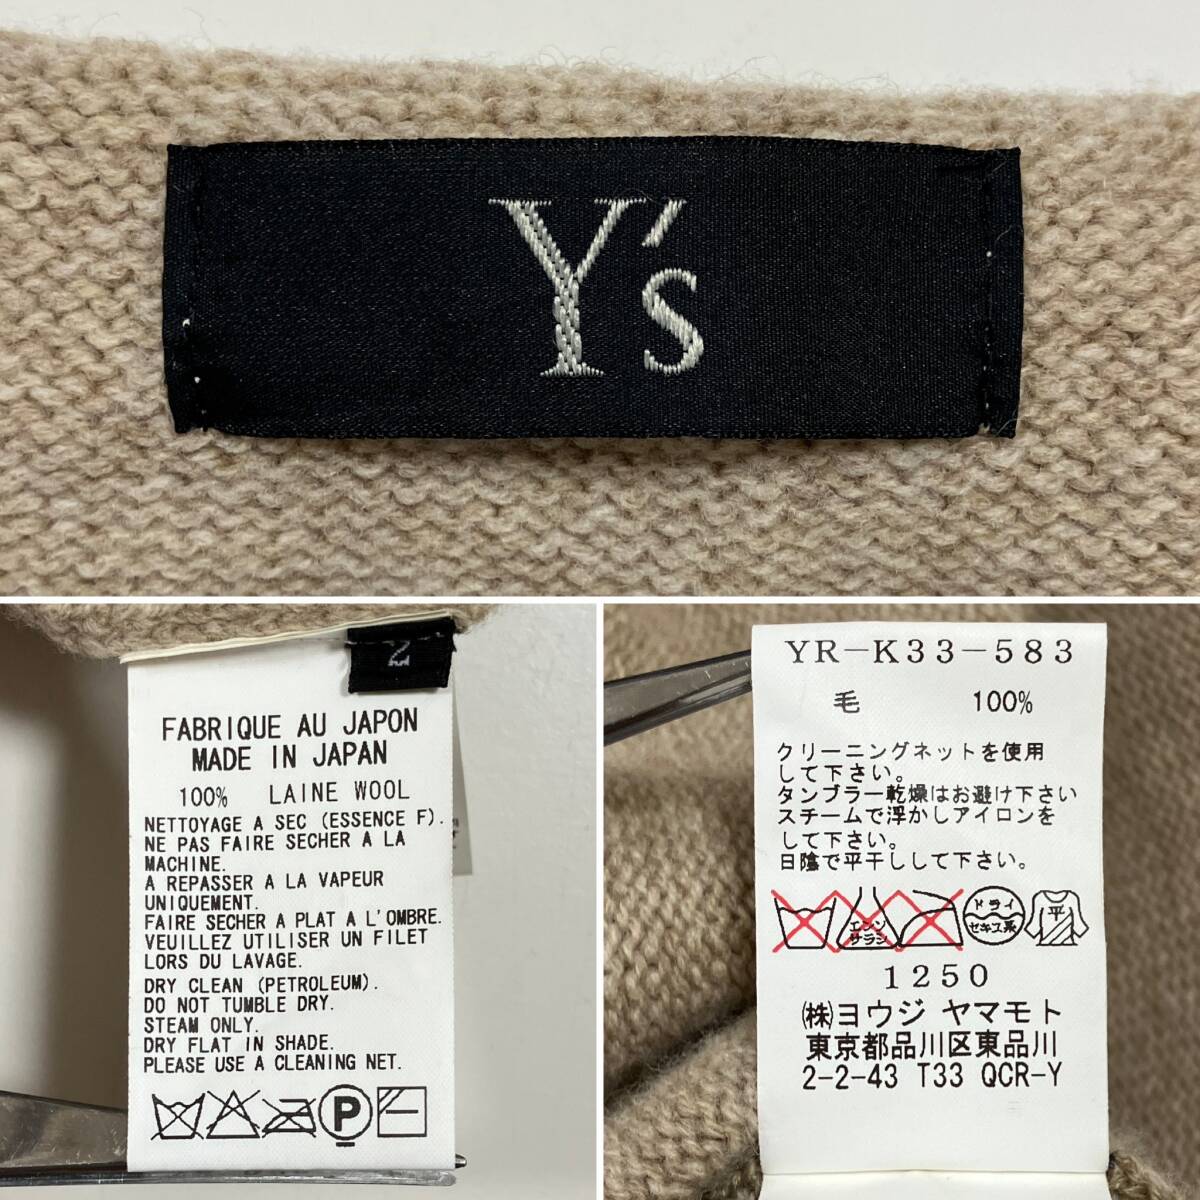 Y's
2
FABRIQUE AU JAPON
MADE IN JAPAN
100% LAINE WOOL
NETTOYAGE A SEC (ESSENCE F).
NE PAS FAIRE SECHER A LA
MACHINE.
A REPASSER A LA VAPEUR
UNIQUEMENT.
FAIRE SECHER A PLAT A L'OMBRE.
VEUILLEZ UTILISER UN FILET
LORS DU LAVAGE.
DRY CLEAN (PETROLEUM).
DO NOT TUMBLE DRY.
STEAM ONLY.
DRY FLAT IN SHADE.
PLEASE USE A CLEANING NET.
P
YR-K33-583
毛 100%
クリーニングネットを使用
して下さい。
タンブラー乾燥はお避け下さい
スチームで浮かしアイロンを
して下さい。
日陰で平干しして下さい。
エンソ
サラシ
ドライ
セキユ系
平
1250
㈱ヨウジ ヤマモト
東京都品川区東品川
2-2-43 T33 QCR-Y